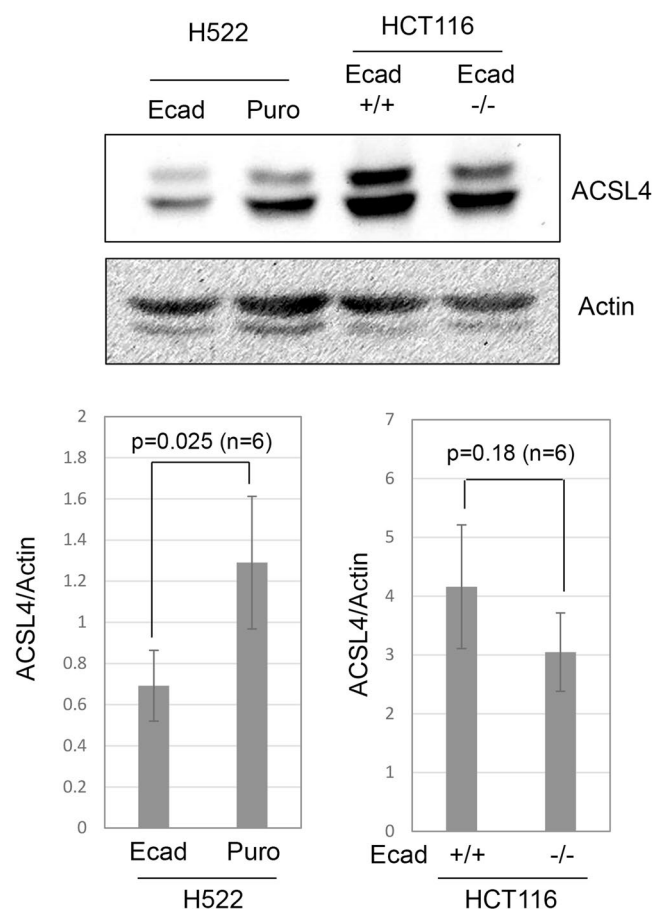 H522
HCT116
Ecad
Puro
Ecad
+/+
Ecad
-/-
ACSL4
Actin
2
1.8
1.6
1.4
1.2
1
0.8
0.6
0.4
0.2
0
ACSL4/Actin
p=0.025 (n=6)
Ecad
Puro
H522
7
6
5
4
3
2
1
0
ACSL4/Actin
p=0.18 (n=6)
Ecad +/+ -/-
HCT116